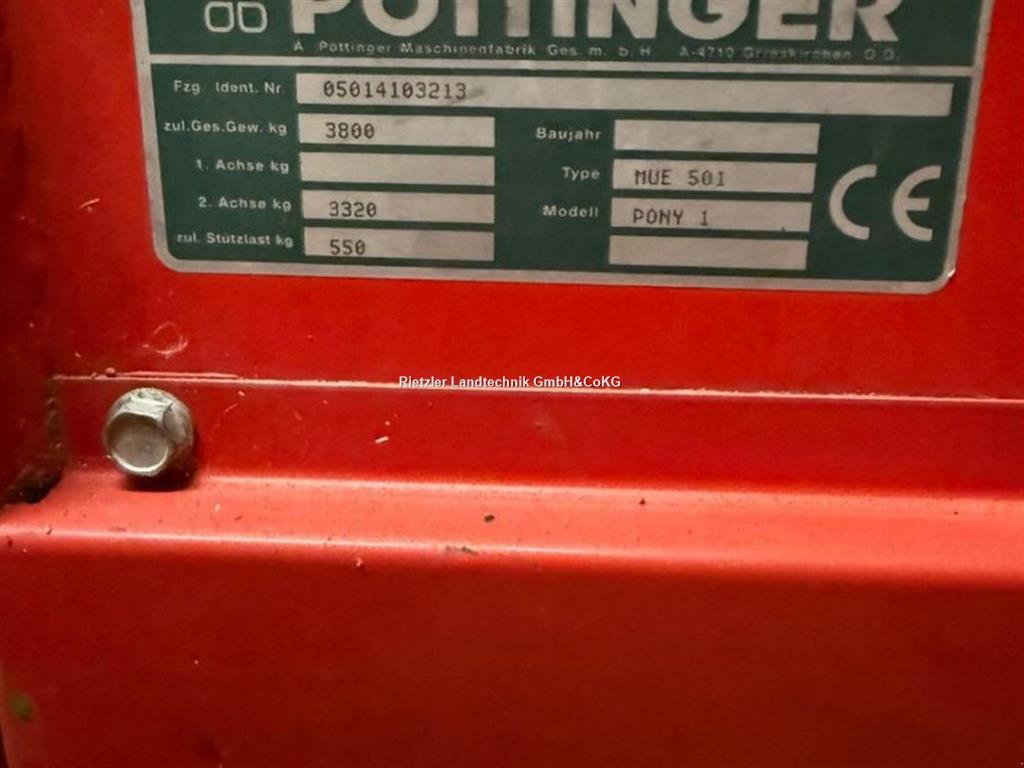 PÖTTINGER
A. Pöttinger Maschinenfabrik Ges. m. b. H. A-4710 Grieskirchen O.Ö.
Fzg. Ident. Nr. 05014103213
zul.Ges.Gew. kg 3800 Baujahr
1. Achse kg Type MUE 501
2. Achse kg 3320 Modell PONY 1
zul. Stützlast kg 550
CE
Rietzler Landtechnik GmbH&CoKG